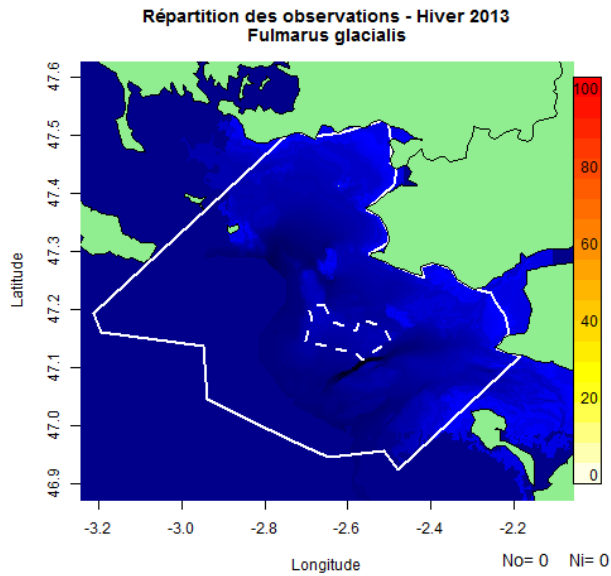 Répartition des observations - Hiver 2013
Fulmarus glacialis
Latitude
47.6
47.5
47.4
47.3
47.2
47.1
47.0
46.9
100
80
60
40
20
0
-3.2 -3.0 -2.8 -2.6 -2.4 -2.2
Longitude
No= 0 Ni= 0